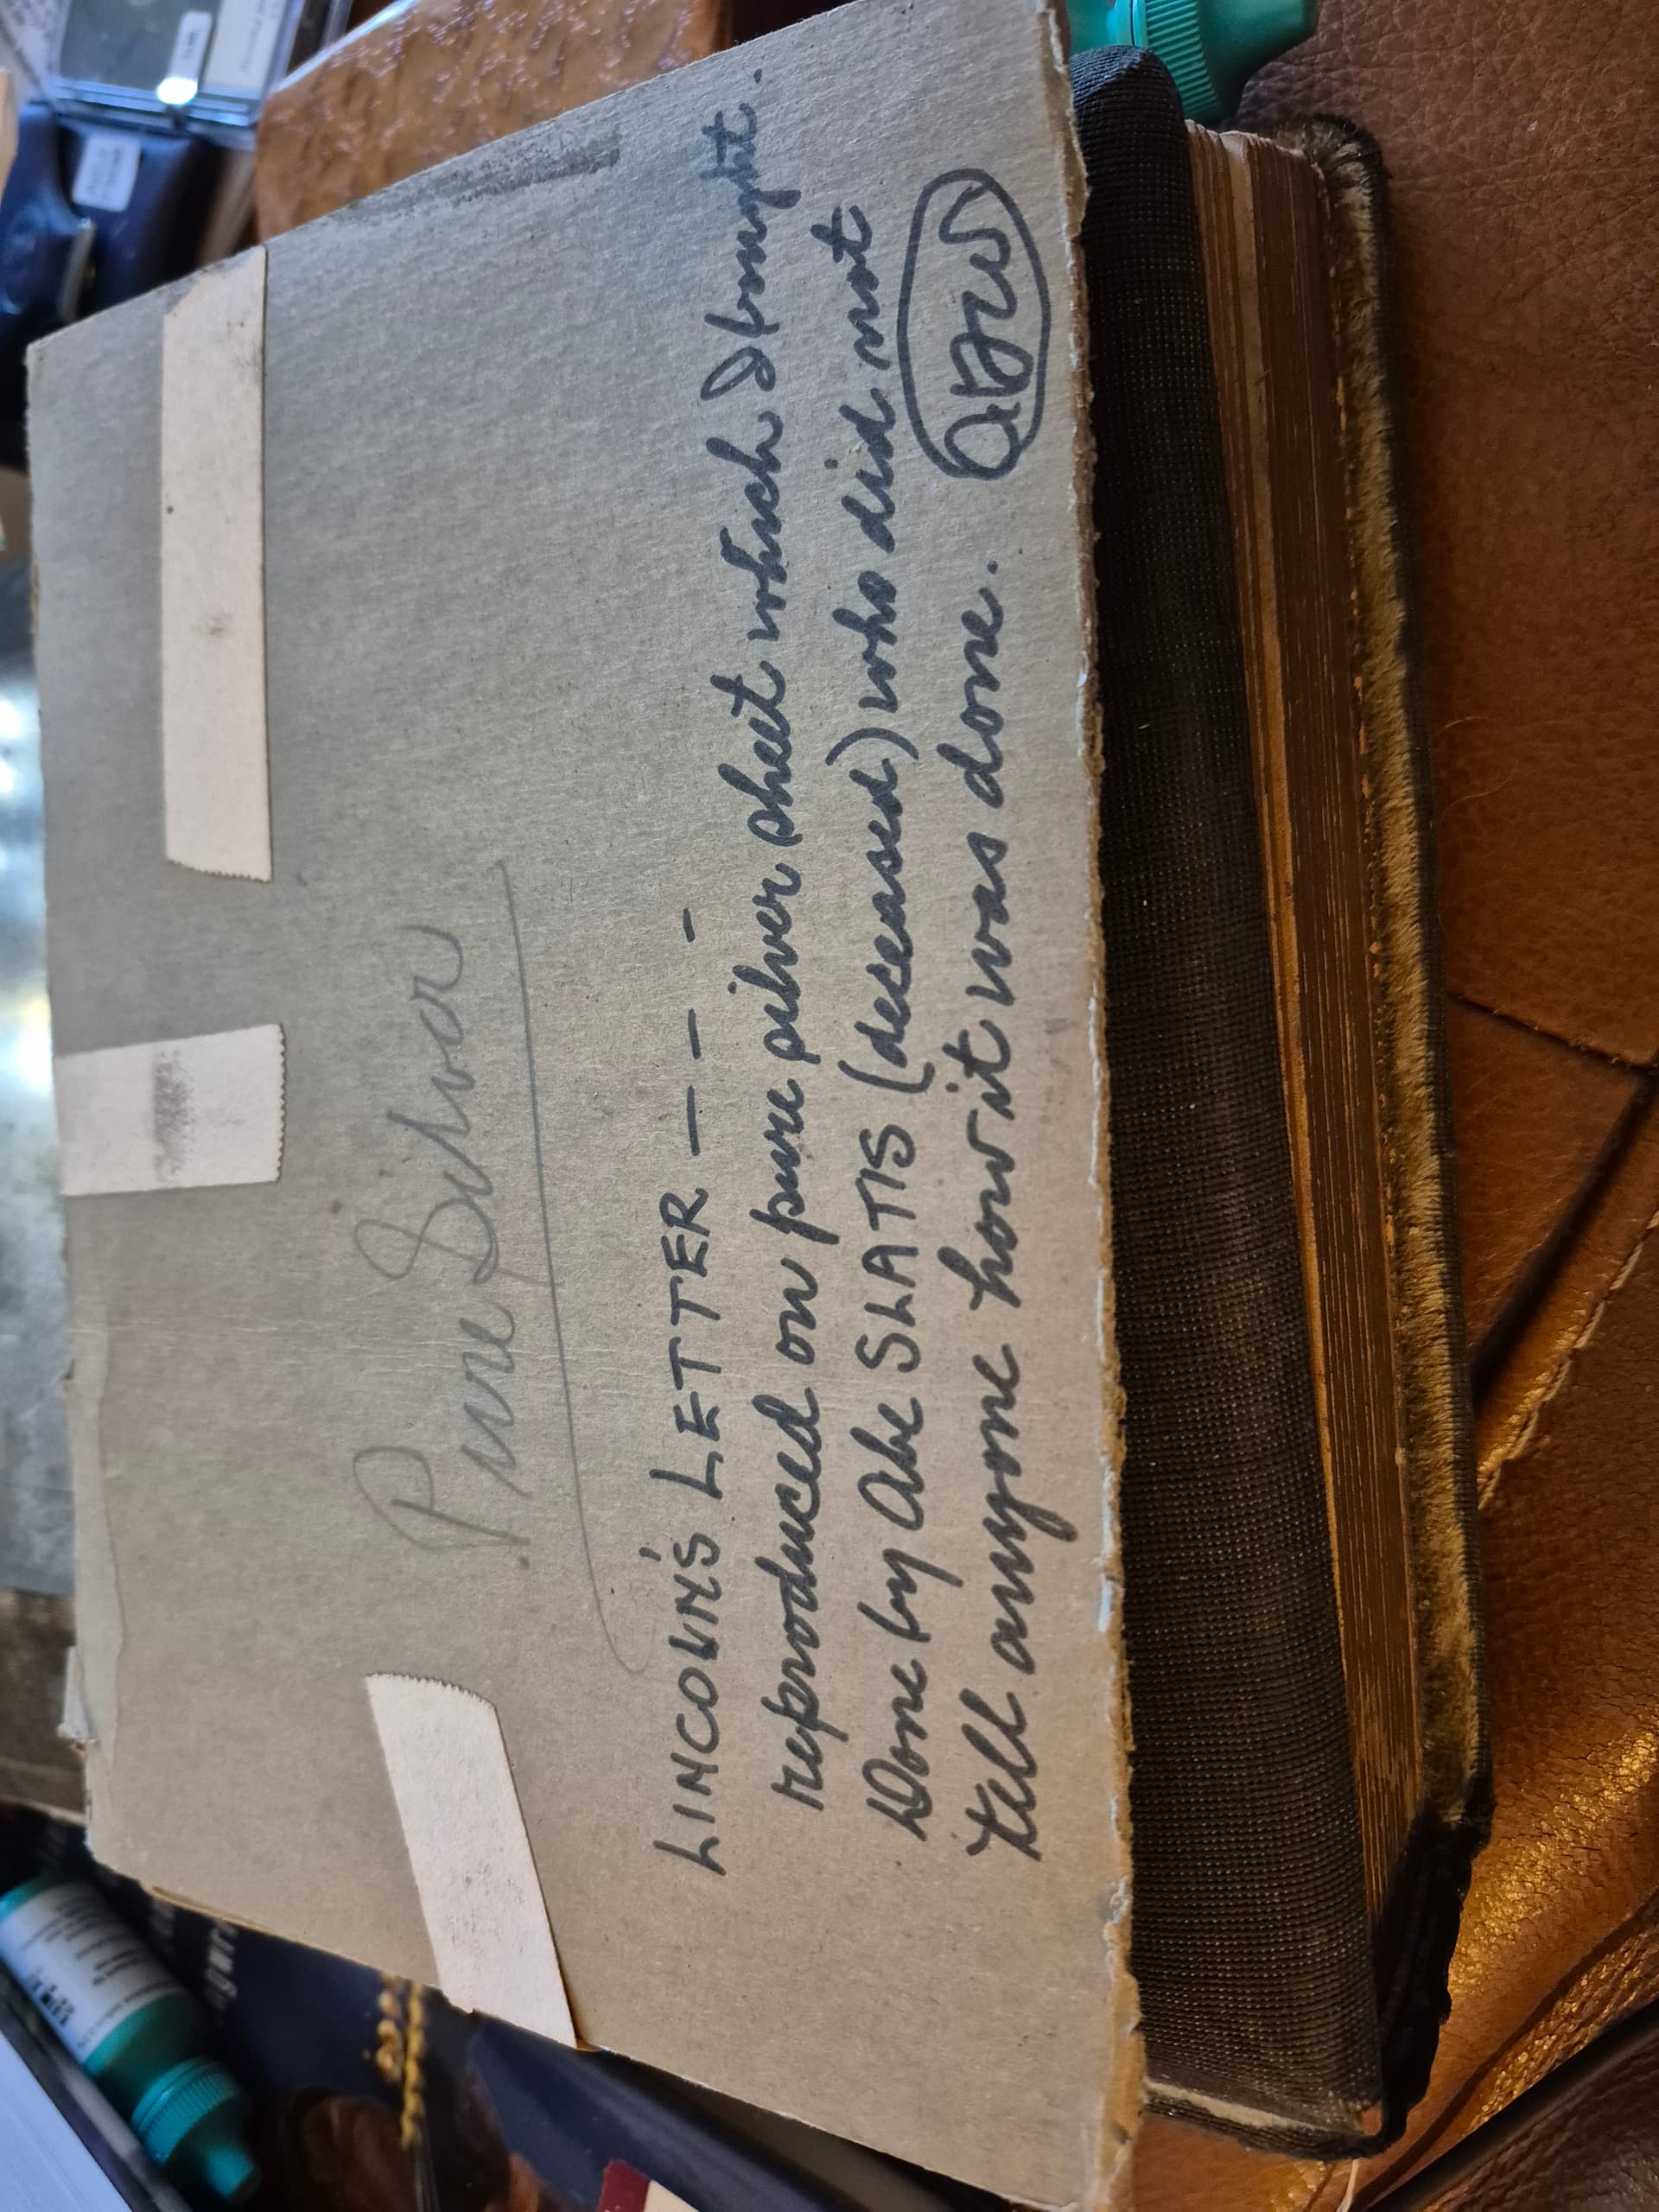 Pure Silver
LINCOLN'S LETTER - - - -
reproduced on pure silver sheet which I bought.
Done by Abe SLATIS (deceased) who did not
tell anyone how it was done.